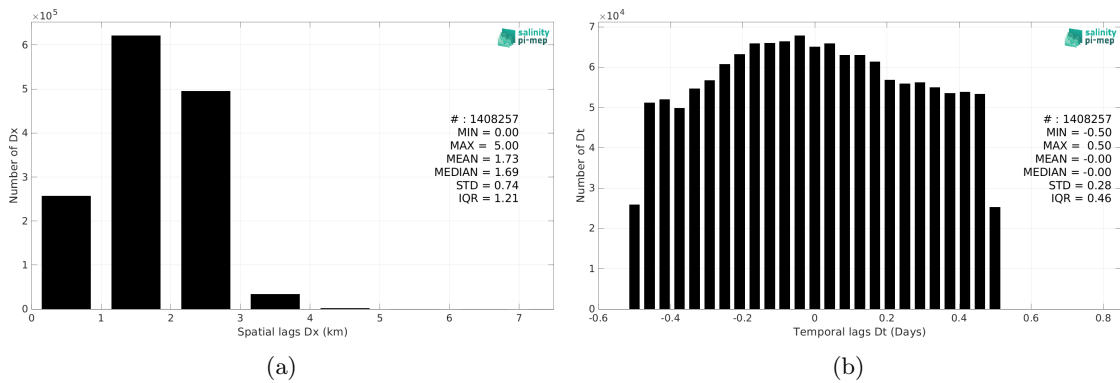 ×10⁵
6
5
4
3
2
1
0
Number of Dx
0 1 2 3 4 5 6 7
Spatial lags Dx (km)
salinity
pi-mep
# : 1408257
MIN = 0.00
MAX = 5.00
MEAN = 1.73
MEDIAN = 1.69
STD = 0.74
IQR = 1.21
(a)
×10⁴
7
6
5
4
3
2
1
0
Number of Dt
-0.6 -0.4 -0.2 0 0.2 0.4 0.6 0.8
Temporal lags Dt (Days)
salinity
pi-mep
# : 1408257
MIN = -0.50
MAX = 0.50
MEAN = -0.00
MEDIAN = -0.00
STD = 0.28
IQR = 0.46
(b)